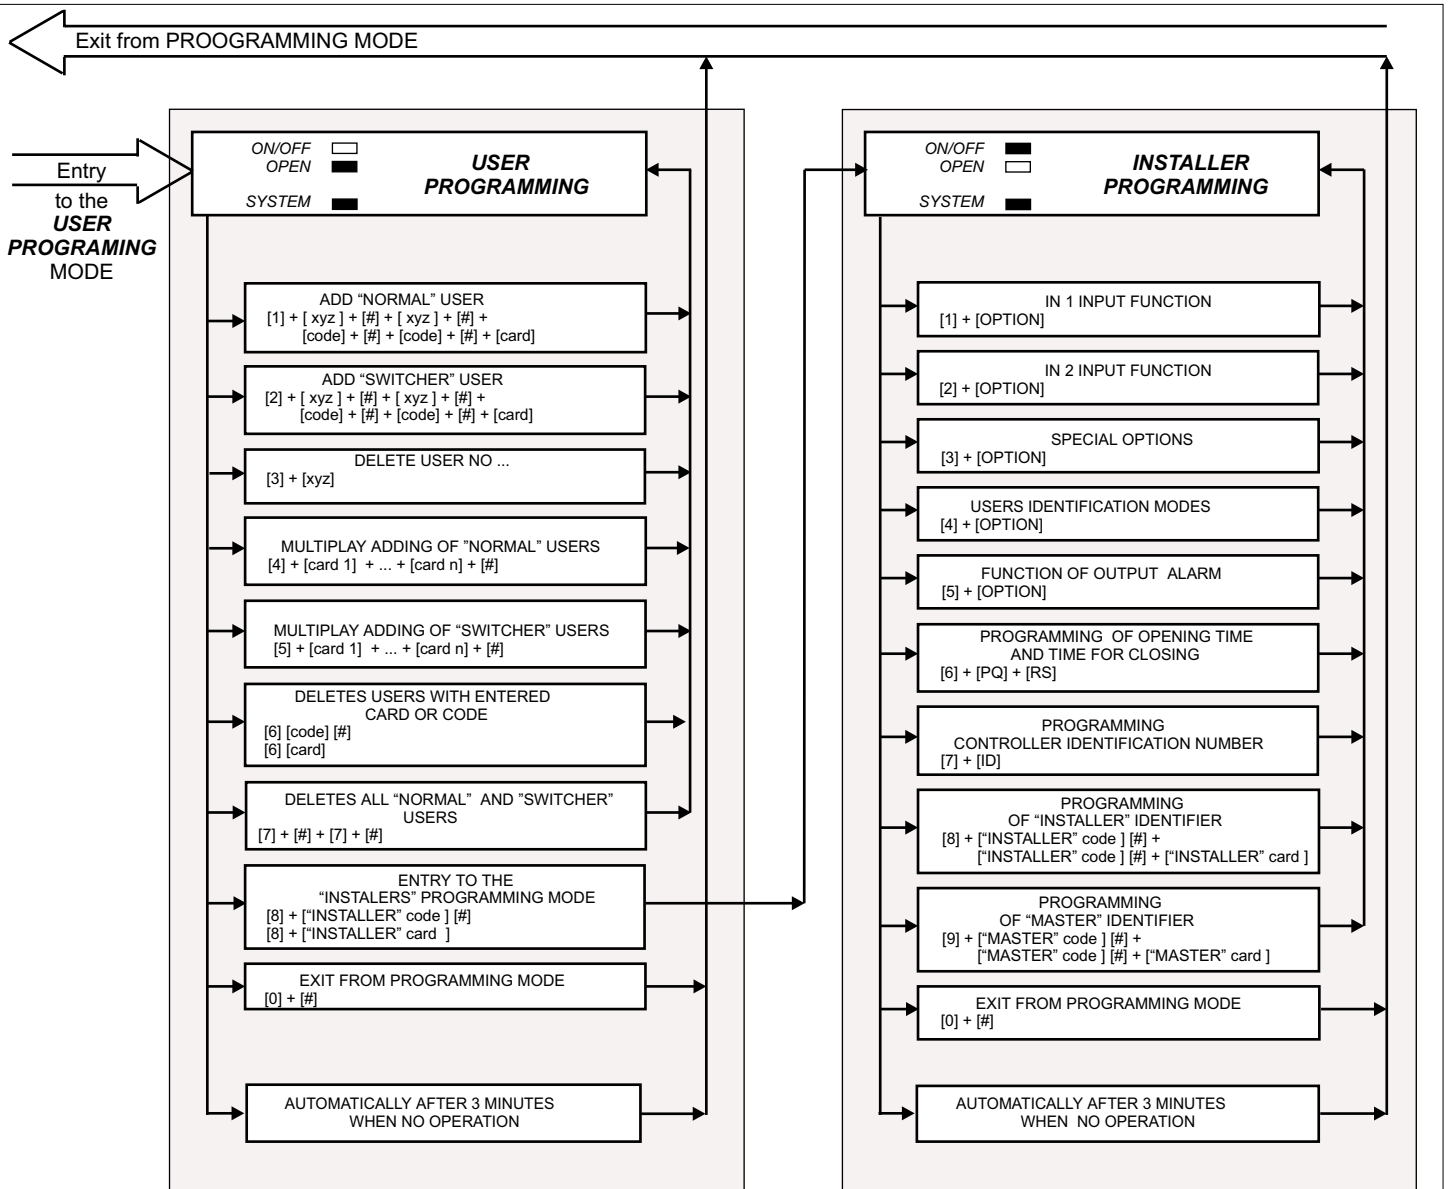 Exit from PROOGRAMMING MODE
Entry
to the
USER
PROGRAMING
MODE
ON/OFF
OPEN
SYSTEM
USER
PROGRAMMING
ADD “NORMAL” USER
[1] + [ xyz ] + [#] + [ xyz ] + [#] +
[code] + [#] + [code] + [#] + [card]
ADD “SWITCHER” USER
[2] + [ xyz ] + [#] + [ xyz ] + [#] +
[code] + [#] + [code] + [#] + [card]
DELETE USER NO ...
[3] + [xyz]
MULTIPLAY ADDING OF ”NORMAL” USERS
[4] + [card 1] + ... + [card n] + [#]
MULTIPLAY ADDING OF “SWITCHER” USERS
[5] + [card 1] + ... + [card n] + [#]
DELETES USERS WITH ENTERED
CARD OR CODE
[6] [code] [#]
[6] [card]
DELETES ALL “NORMAL” AND ”SWITCHER”
USERS
[7] + [#] + [7] + [#]
ENTRY TO THE
“INSTALERS” PROGRAMMING MODE
[8] + [“INSTALLER” code ] [#]
[8] + [“INSTALLER” card ]
EXIT FROM PROGRAMMING MODE
[0] + [#]
AUTOMATICALLY AFTER 3 MINUTES
WHEN NO OPERATION
ON/OFF
OPEN
SYSTEM
INSTALLER
PROGRAMMING
IN 1 INPUT FUNCTION
[1] + [OPTION]
IN 2 INPUT FUNCTION
[2] + [OPTION]
SPECIAL OPTIONS
[3] + [OPTION]
USERS IDENTIFICATION MODES
[4] + [OPTION]
FUNCTION OF OUTPUT ALARM
[5] + [OPTION]
PROGRAMMING OF OPENING TIME
AND TIME FOR CLOSING
[6] + [PQ] + [RS]
PROGRAMMING
CONTROLLER IDENTIFICATION NUMBER
[7] + [ID]
PROGRAMMING
OF “INSTALLER” IDENTIFIER
[8] + [“INSTALLER” code ] [#] +
[“INSTALLER” code ] [#] + [“INSTALLER” card ]
PROGRAMMING
OF “MASTER” IDENTIFIER
[9] + [“MASTER” code ] [#] +
[“MASTER” code ] [#] + [“MASTER” card ]
EXIT FROM PROGRAMMING MODE
[0] + [#]
AUTOMATICALLY AFTER 3 MINUTES
WHEN NO OPERATION